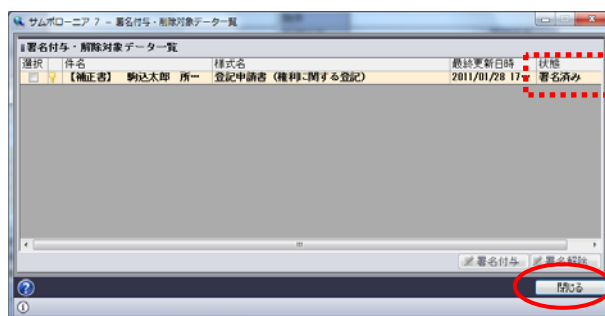 サムポローニア 7 － 署名付与・解除対象データ一覧
署名付与・解除対象データ一覧
選択 件名 様式名 最終更新日時 状態
【補正書】 駒込太郎 所… 登記申請書（権利に関する登記） 2011/01/28 17… 署名済み
署名付与 署名解除
閉じる